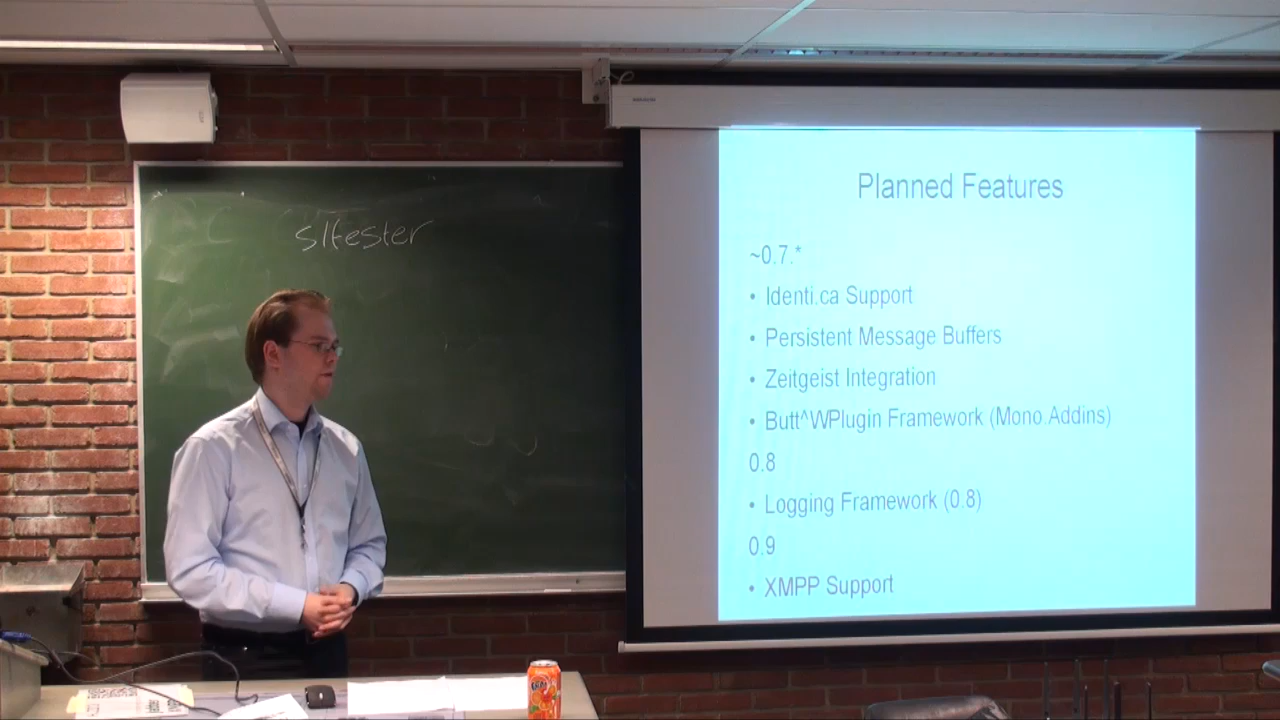 slfester
Planned Features
~0.7.*
• Identi.ca Support
• Persistent Message Buffers
• Zeitgeist Integration
• Butt^WPlugin Framework (Mono.Addins)
0.8
• Logging Framework (0.8)
0.9
• XMPP Support